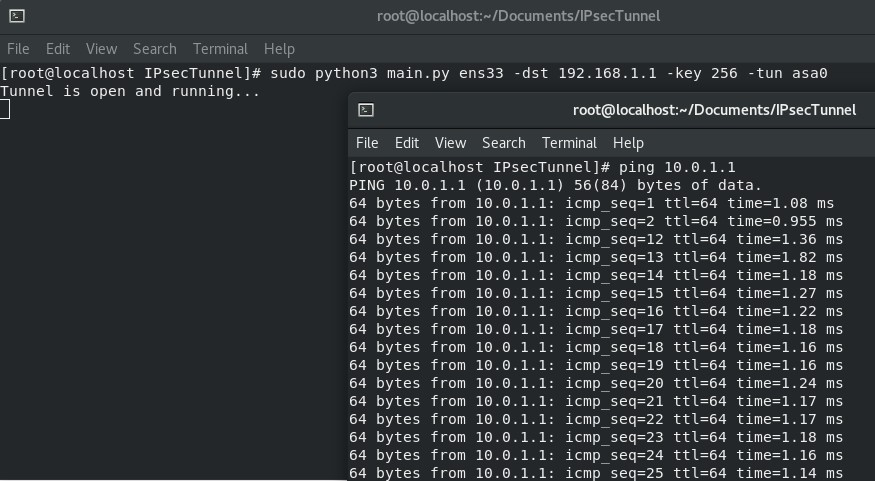 root@localhost:~/Documents/IPsecTunnel
File Edit View Search Terminal Help
[root@localhost IPsecTunnel]# sudo python3 main.py ens33 -dst 192.168.1.1 -key 256 -tun asa0
Tunnel is open and running...
root@localhost:~/Documents/IPsecTunnel
File Edit View Search Terminal Help
[root@localhost IPsecTunnel]# ping 10.0.1.1
PING 10.0.1.1 (10.0.1.1) 56(84) bytes of data.
64 bytes from 10.0.1.1: icmp_seq=1 ttl=64 time=1.08 ms
64 bytes from 10.0.1.1: icmp_seq=2 ttl=64 time=0.955 ms
64 bytes from 10.0.1.1: icmp_seq=12 ttl=64 time=1.36 ms
64 bytes from 10.0.1.1: icmp_seq=13 ttl=64 time=1.82 ms
64 bytes from 10.0.1.1: icmp_seq=14 ttl=64 time=1.18 ms
64 bytes from 10.0.1.1: icmp_seq=15 ttl=64 time=1.27 ms
64 bytes from 10.0.1.1: icmp_seq=16 ttl=64 time=1.22 ms
64 bytes from 10.0.1.1: icmp_seq=17 ttl=64 time=1.18 ms
64 bytes from 10.0.1.1: icmp_seq=18 ttl=64 time=1.16 ms
64 bytes from 10.0.1.1: icmp_seq=19 ttl=64 time=1.16 ms
64 bytes from 10.0.1.1: icmp_seq=20 ttl=64 time=1.24 ms
64 bytes from 10.0.1.1: icmp_seq=21 ttl=64 time=1.17 ms
64 bytes from 10.0.1.1: icmp_seq=22 ttl=64 time=1.17 ms
64 bytes from 10.0.1.1: icmp_seq=23 ttl=64 time=1.18 ms
64 bytes from 10.0.1.1: icmp_seq=24 ttl=64 time=1.16 ms
64 bytes from 10.0.1.1: icmp_seq=25 ttl=64 time=1.14 ms